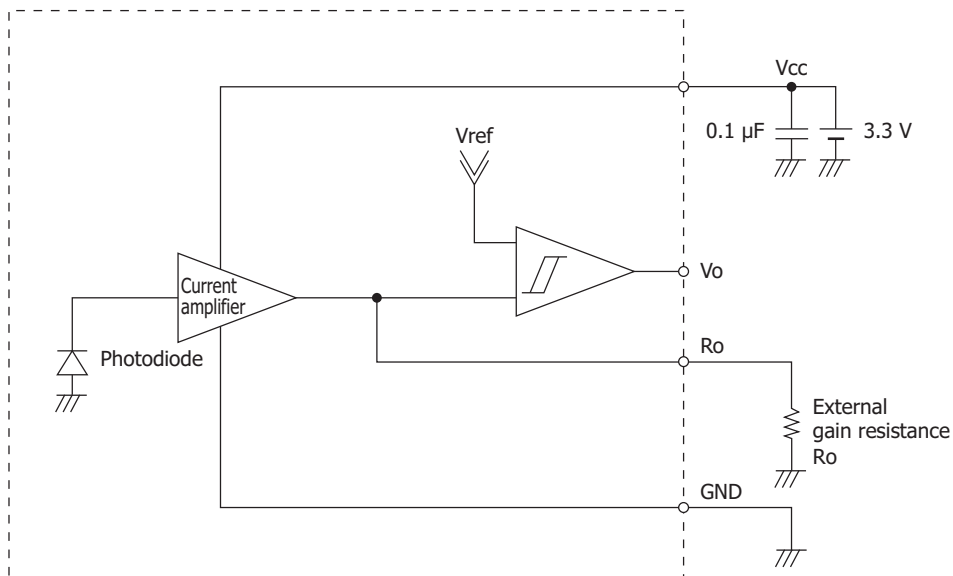 Vcc
0.1 µF
3.3 V
Vref
Vo
Current
amplifier
Photodiode
Ro
External
gain resistance
Ro
GND